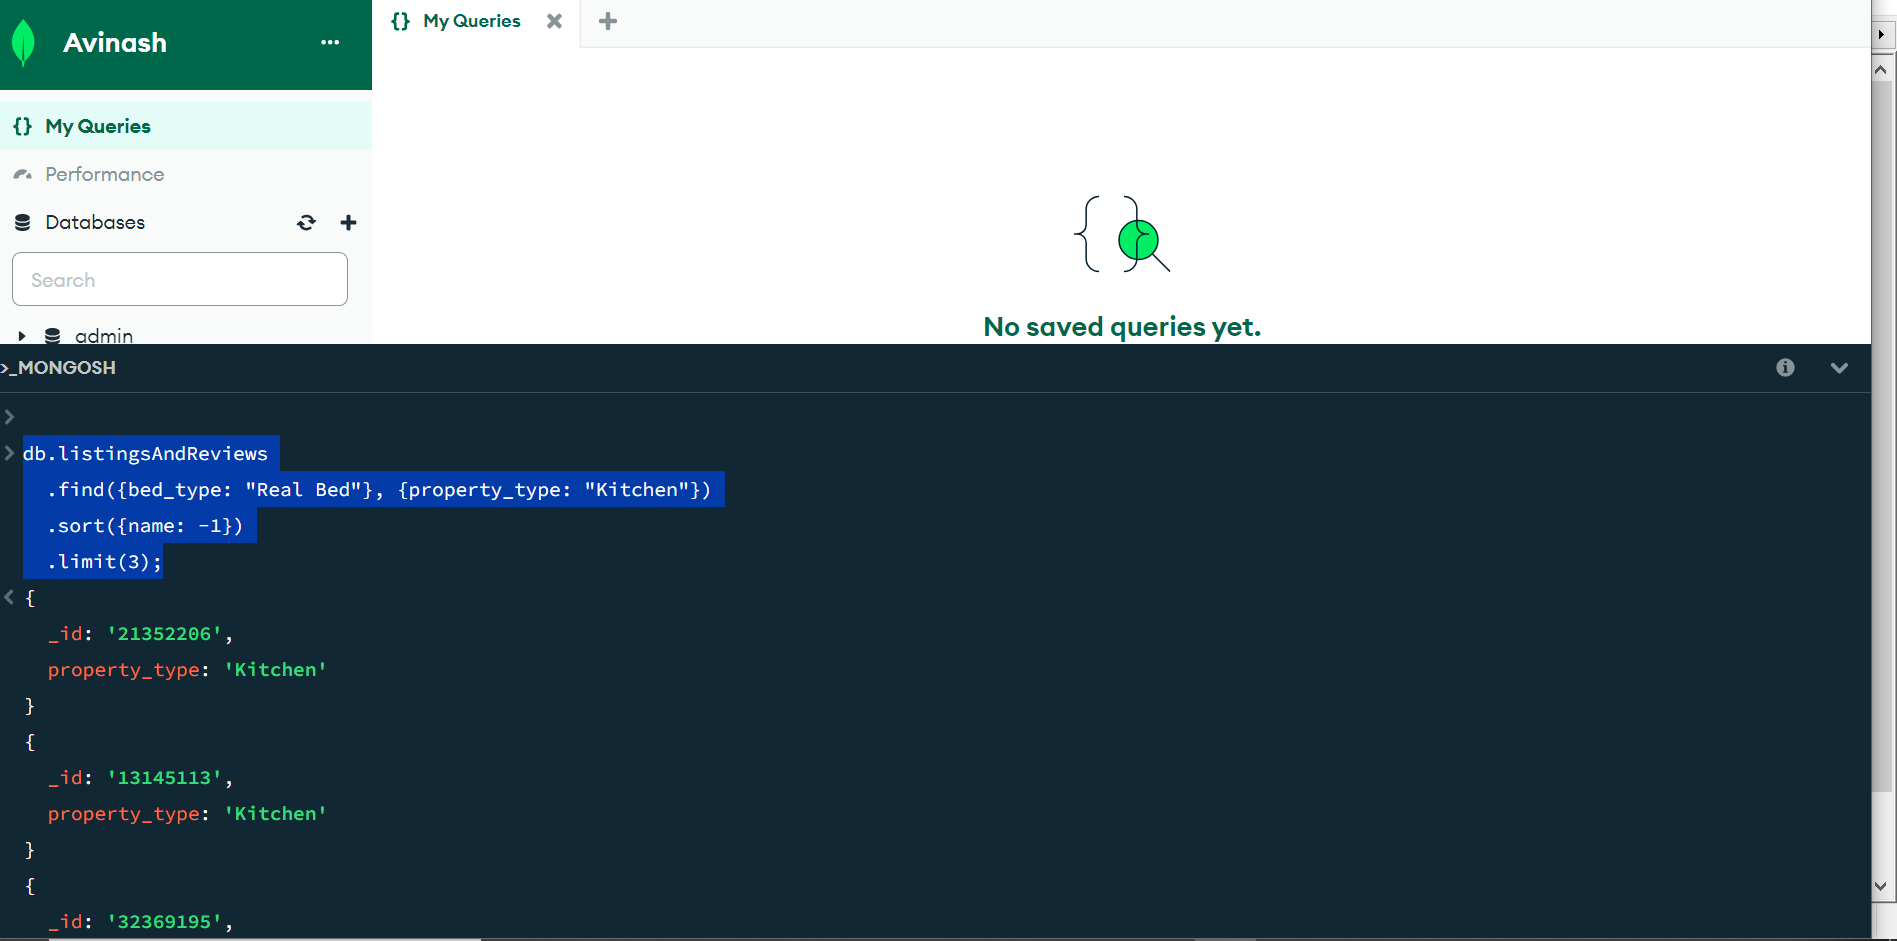 Avinash
...
{} My Queries
{} My Queries
Performance
Databases
Search
admin
No saved queries yet.
>_MONGOSH
>
> db.listingsAndReviews
.find({bed_type: "Real Bed"}, {property_type: "Kitchen"})
.sort({name: -1})
.limit(3);
< {
_id: '21352206',
property_type: 'Kitchen'
}
{
_id: '13145113',
property_type: 'Kitchen'
}
{
_id: '32369195',